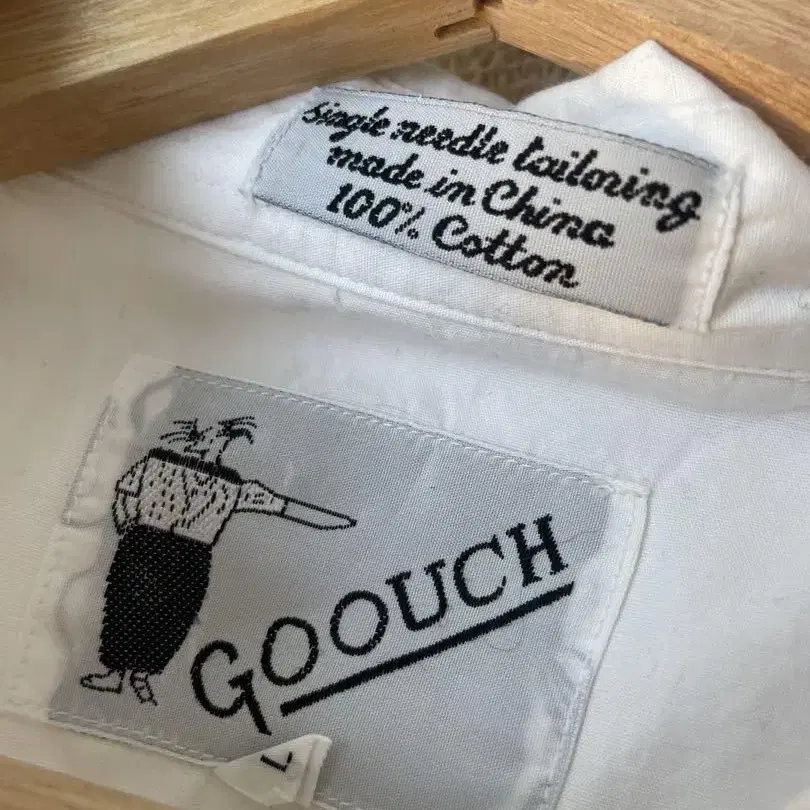 single needle tailoring
made in China
100% Cotton
GOOUCH
L